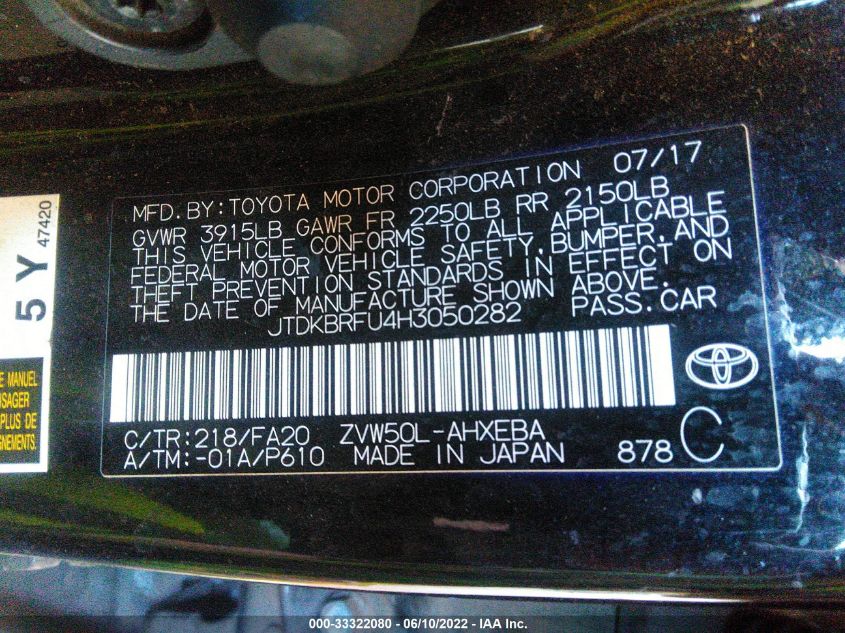 MFD.BY:TOYOTA MOTOR CORPORATION 07/17
GVWR 3915LB GAWR FR 2250LB RR 2150LB
THIS VEHICLE CONFORMS TO ALL APPLICABLE
FEDERAL MOTOR VEHICLE SAFETY,BUMPER,AND
THEFT PREVENTION STANDARDS IN EFFECT ON
THE DATE OF MANUFACTURE SHOWN ABOVE.
JTDKBRFU4H3050282 PASS.CAR
C/TR:218/FA20 ZVW50L-AHXEBA
A/TM:-01A/P610 MADE IN JAPAN 878 C
5 Y 47420
MANUEL
USAGER
PLUS DE
GNEMENTS.
000-33322080 - 06/10/2022 - IAA Inc.